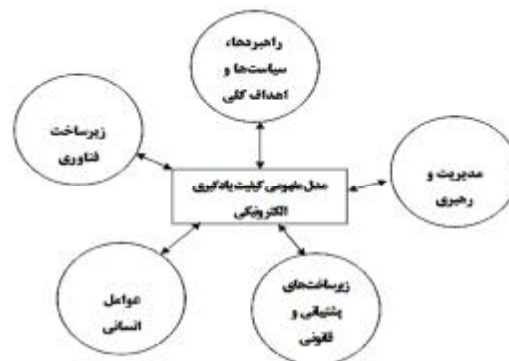 راهبردها،
سیاست‌ها و
اهداف کلی
زیرساخت
فناوری
مدیریت و
رهبری
مدل مفهومی کیفیت یادگیری
الکترونیکی
عوامل
انسانی
زیرساخت‌های
پشتیبانی و
قانونی